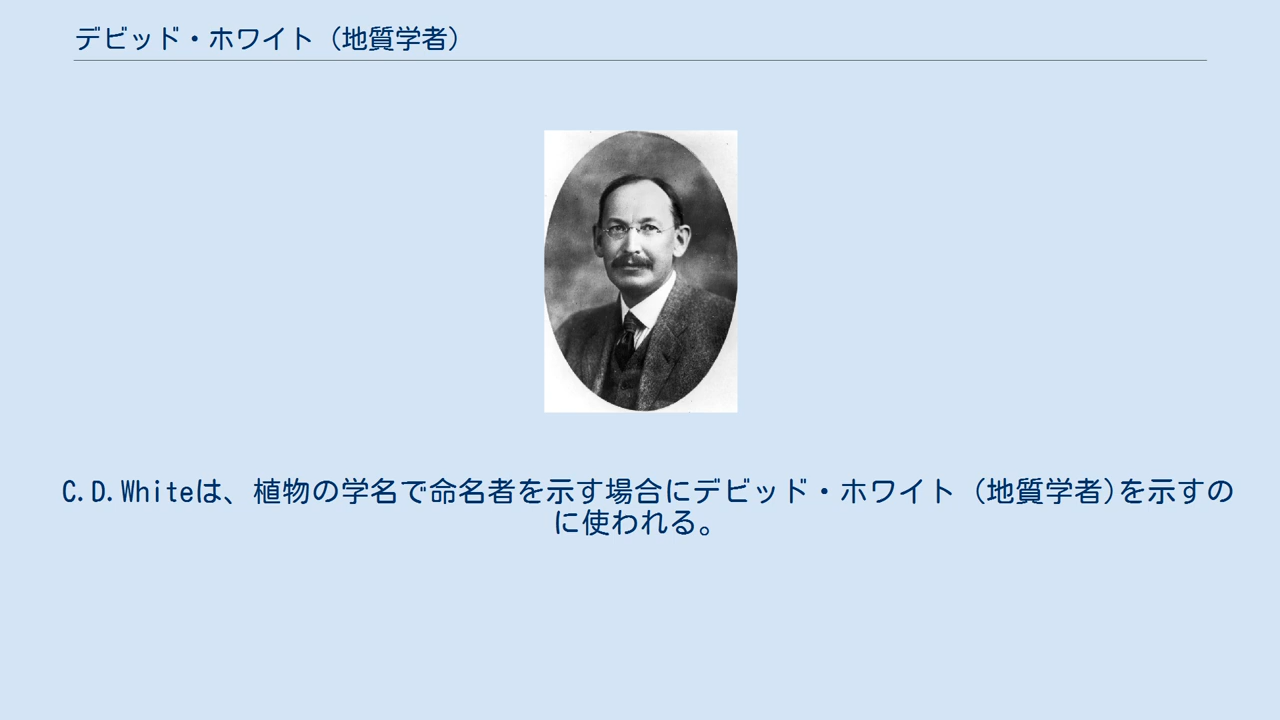 デビッド・ホワイト（地質学者）
C.D.Whiteは、植物の学名で命名者を示す場合にデビッド・ホワイト（地質学者）を示すの
に使われる。